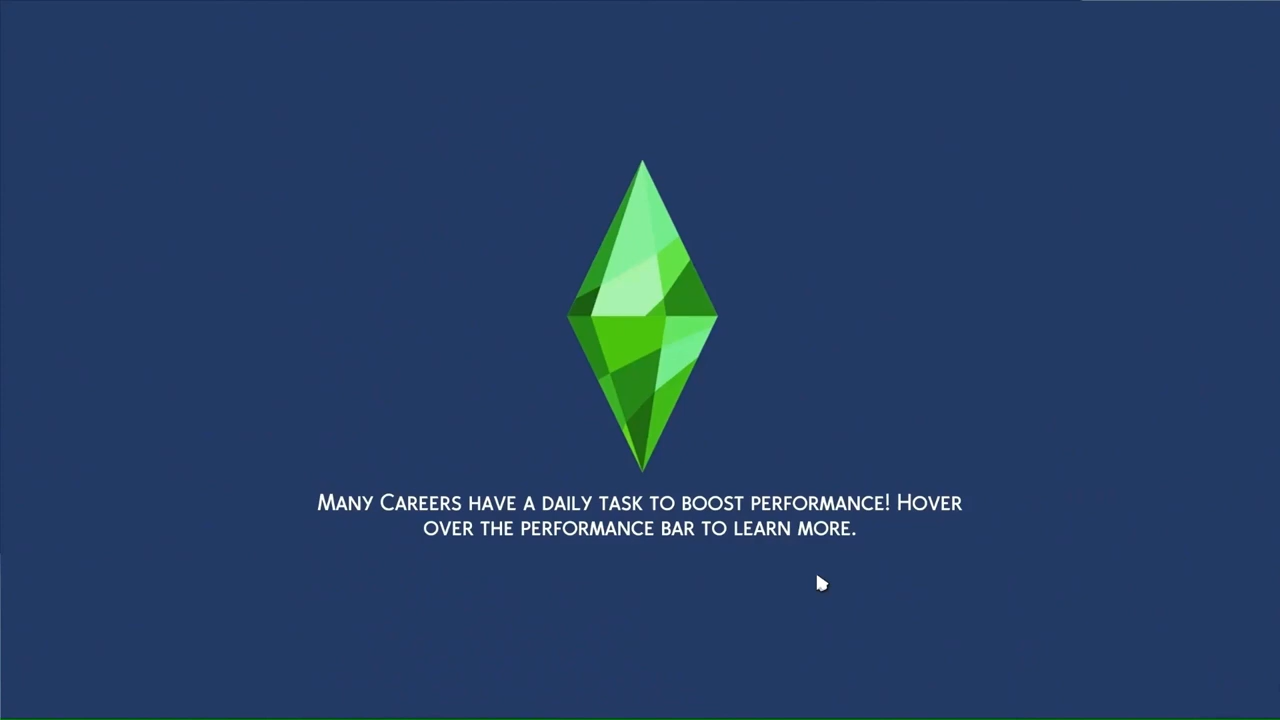 Many Careers have a daily task to boost performance! Hover
over the performance bar to learn more.